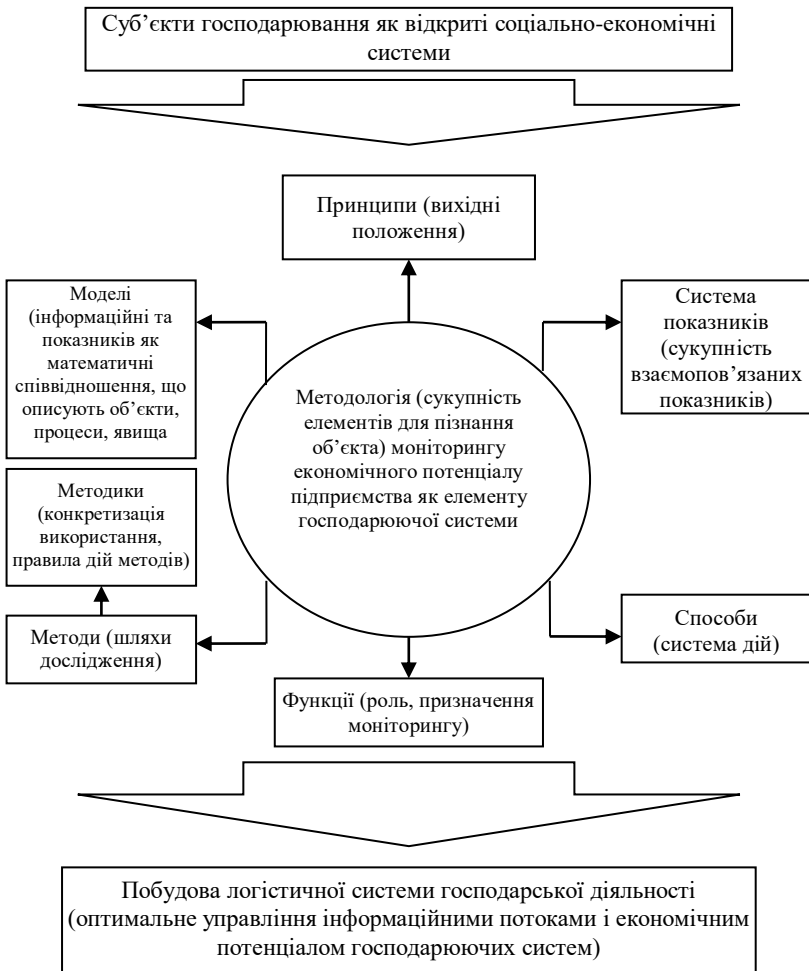 Суб’єкти господарювання як відкриті соціально-економічні
системи
Принципи (вихідні
положення)
Моделі
(інформаційні та
показників як
математичні
співвідношення, що
описують об’єкти,
процеси, явища
Система
показників
(сукупність
взаємопов’язаних
показників)
Методологія (сукупність
елементів для пізнання
об’єкта) моніторингу
економічного потенціалу
підприємства як елементу
господарюючої системи
Методики
(конкретизація
використання,
правила дій методів)
Методи (шляхи
дослідження)
Способи
(система дій)
Функції (роль, призначення
моніторингу)
Побудова логістичної системи господарської діяльності
(оптимальне управління інформаційними потоками і економічним
потенціалом господарюючих систем)